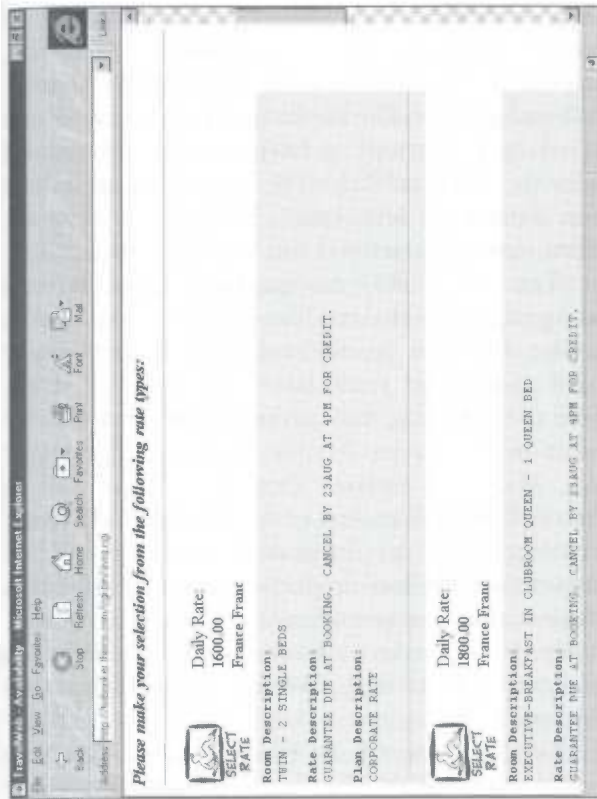 TravelWeb - Availability - Microsoft Internet Explorer
File Edit View Go Favorites Help
Back Stop Refresh Home Search Favorites Print Font Mail
Address
Links
Please make your selection from the following rate types:
SELECT
RATE
Daily Rate:
1600.00
France Franc
Room Description:
TWIN - 2 SINGLE BEDS
Rate Description:
GUARANTEE DUE AT BOOKING, CANCEL BY 23AUG AT 4PM FOR CREDIT.
Plan Description:
CORPORATE RATE
SELECT
RATE
Daily Rate:
1800.00
France Franc
Room Description:
EXECUTIVE-BREAKFAST IN CLUBROOM QUEEN - 1 QUEEN BED
Rate Description:
GUARANTEE DUE AT BOOKING, CANCEL BY 23AUG AT 4PM FOR CREDIT.